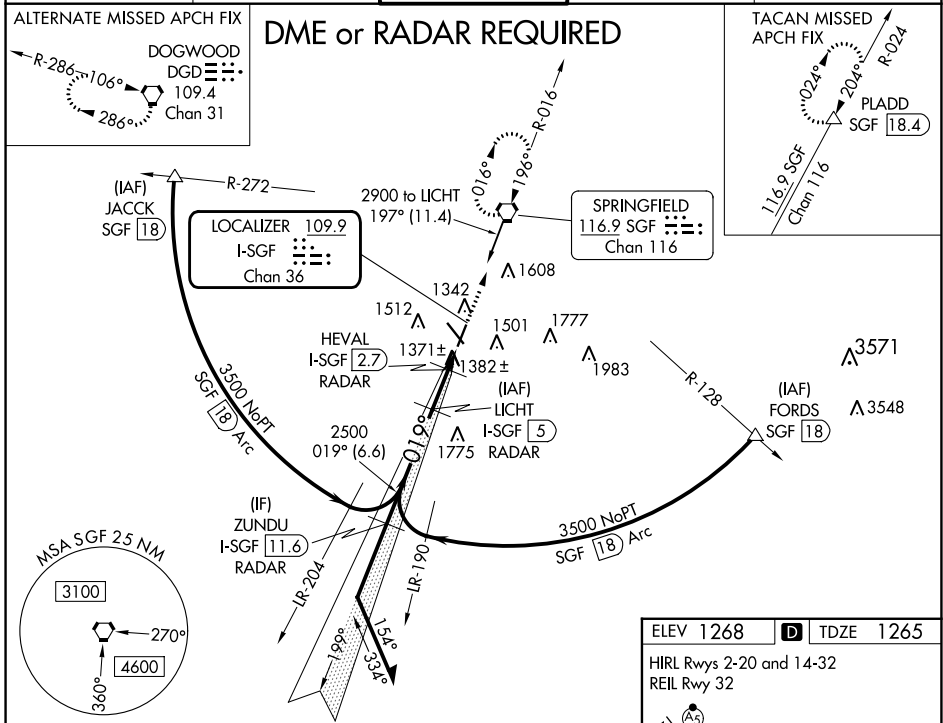 ALTERNATE MISSED APCH FIX
DOGWOOD
DGD
109.4
Chan 31
R-286
106°
286°
DME or RADAR REQUIRED
TACAN MISSED
APCH FIX
R-024
024°
204°
PLADD
SGF 18.4
116.9 SGF
Chan 116
R-016
016°
196°
2900 to LICHT
197° (11.4)
(IAF)
JACCK
SGF 18
R-272
LOCALIZER 109.9
I-SGF
Chan 36
SPRINGFIELD
116.9 SGF
Chan 116
1608
1342
1512
1501
1777
1983
3571
3548
HEVAL
I-SGF 2.7
RADAR
1371±
1382±
(IAF)
LICHT
I-SGF 5
RADAR
1775
R-128
(IAF)
FORDS
SGF 18
3500 NoPT
SGF 18 Arc
2500
019° (6.6)
019°
(IF)
ZUNDU
I-SGF 11.6
RADAR
LR-204
LR-190
3500 NoPT
SGF 18 Arc
199°
154°
334°
MSA SGF 25 NM
3100
270°
4600
360°
ELEV 1268 D TDZE 1265
HIRL Rwys 2-20 and 14-32
REIL Rwy 32
A5